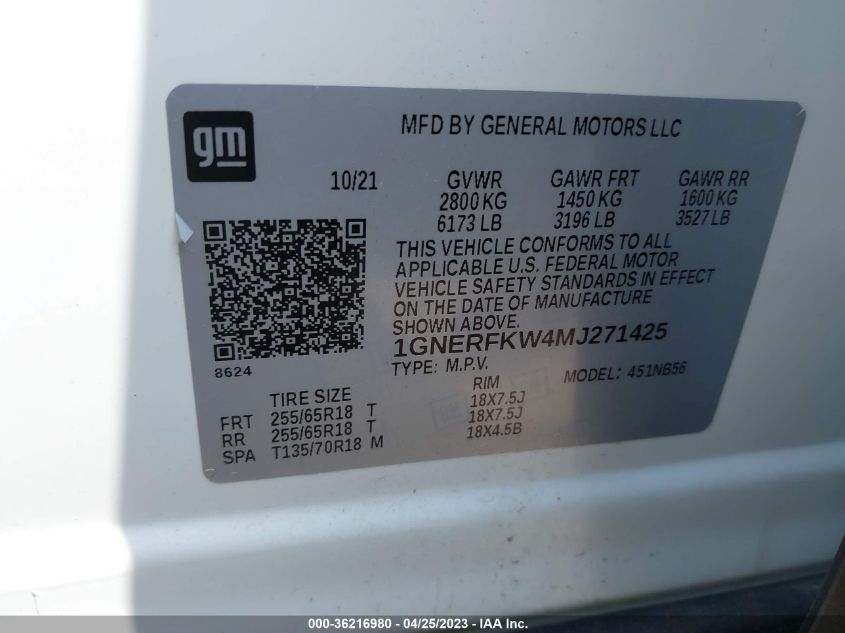 gm
MFD BY GENERAL MOTORS LLC
10/21 GVWR GAWR FRT GAWR RR
2800 KG 1450 KG 1600 KG
6173 LB 3196 LB 3527 LB
THIS VEHICLE CONFORMS TO ALL
APPLICABLE U.S. FEDERAL MOTOR
VEHICLE SAFETY STANDARDS IN EFFECT
ON THE DATE OF MANUFACTURE
SHOWN ABOVE.
1GNERFKW4MJ271425
8624
TYPE: M.P.V. MODEL: 451NB56
TIRE SIZE RIM
FRT 255/65R18 T 18X7.5J
RR 255/65R18 T 18X7.5J
SPA T135/70R18 M 18X4.5B
000-36216980 - 04/25/2023 - IAAI.com